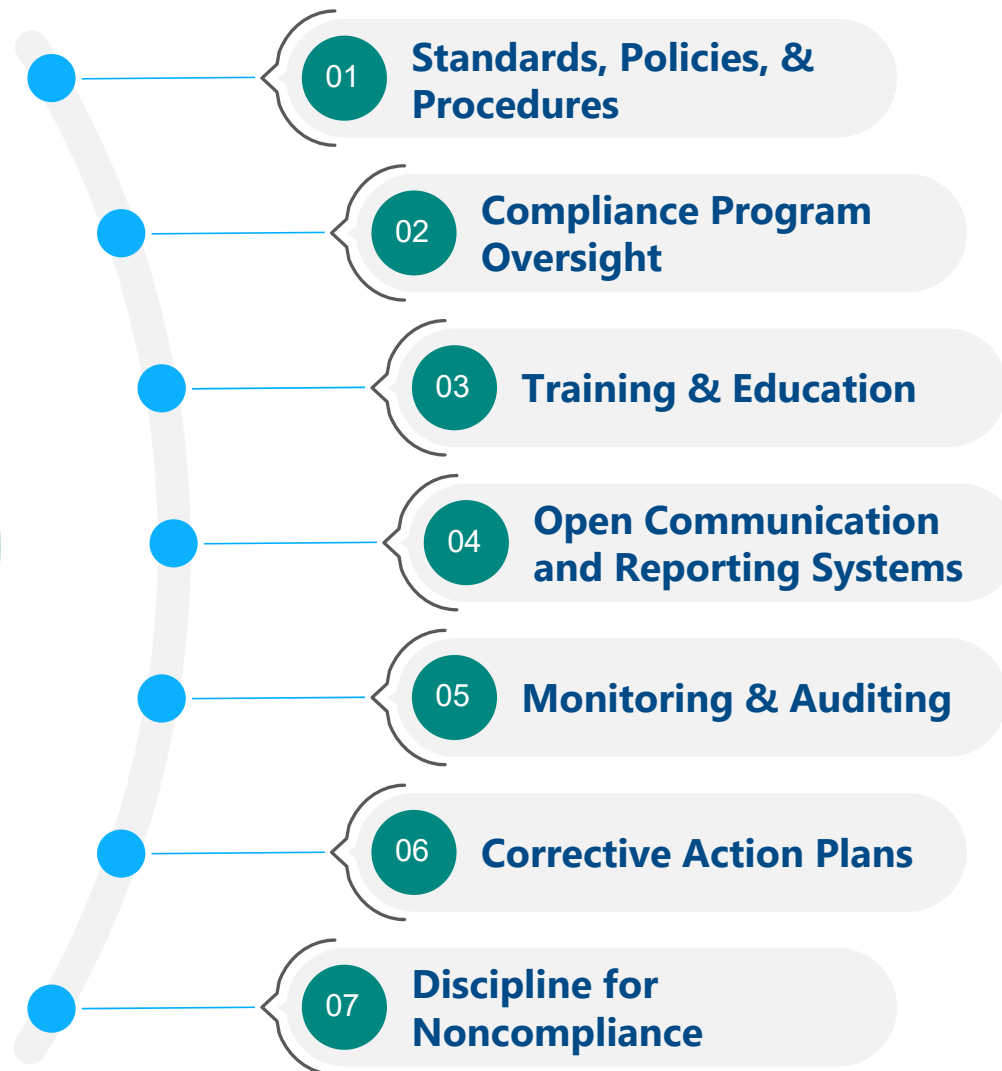 01
Standards, Policies, &
Procedures
02
Compliance Program
Oversight
03
Training & Education
04
Open Communication
and Reporting Systems
05
Monitoring & Auditing
06
Corrective Action Plans
07
Discipline for
Noncompliance